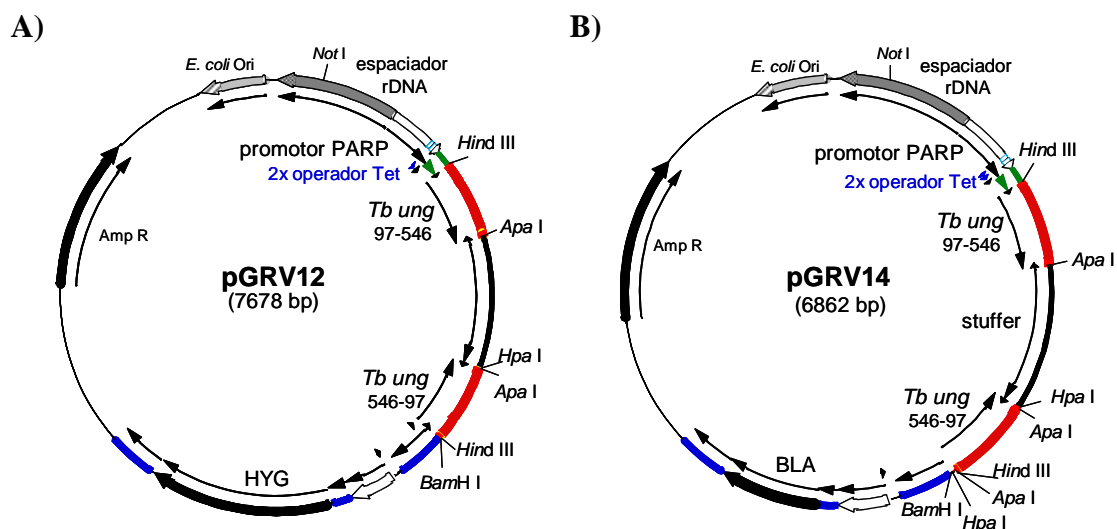 A)
E. coli Ori
Not I
espaciador
rDNA
Hind III
promotor PARP
2x operador Tet
Tb ung
97-546
Apa I
Amp R
pGRV12
(7678 bp)
Hpa I
Apa I
Tb ung
546-97
Hind III
BamH I
HYG
B)
E. coli Ori
Not I
espaciador
rDNA
Hind III
promotor PARP
2x operador Tet
Tb ung
97-546
Apa I
Amp R
pGRV14
(6862 bp)
stuffer
Hpa I
Apa I
Tb ung
546-97
Hind III
Apa I
BamH I
Hpa I
BLA